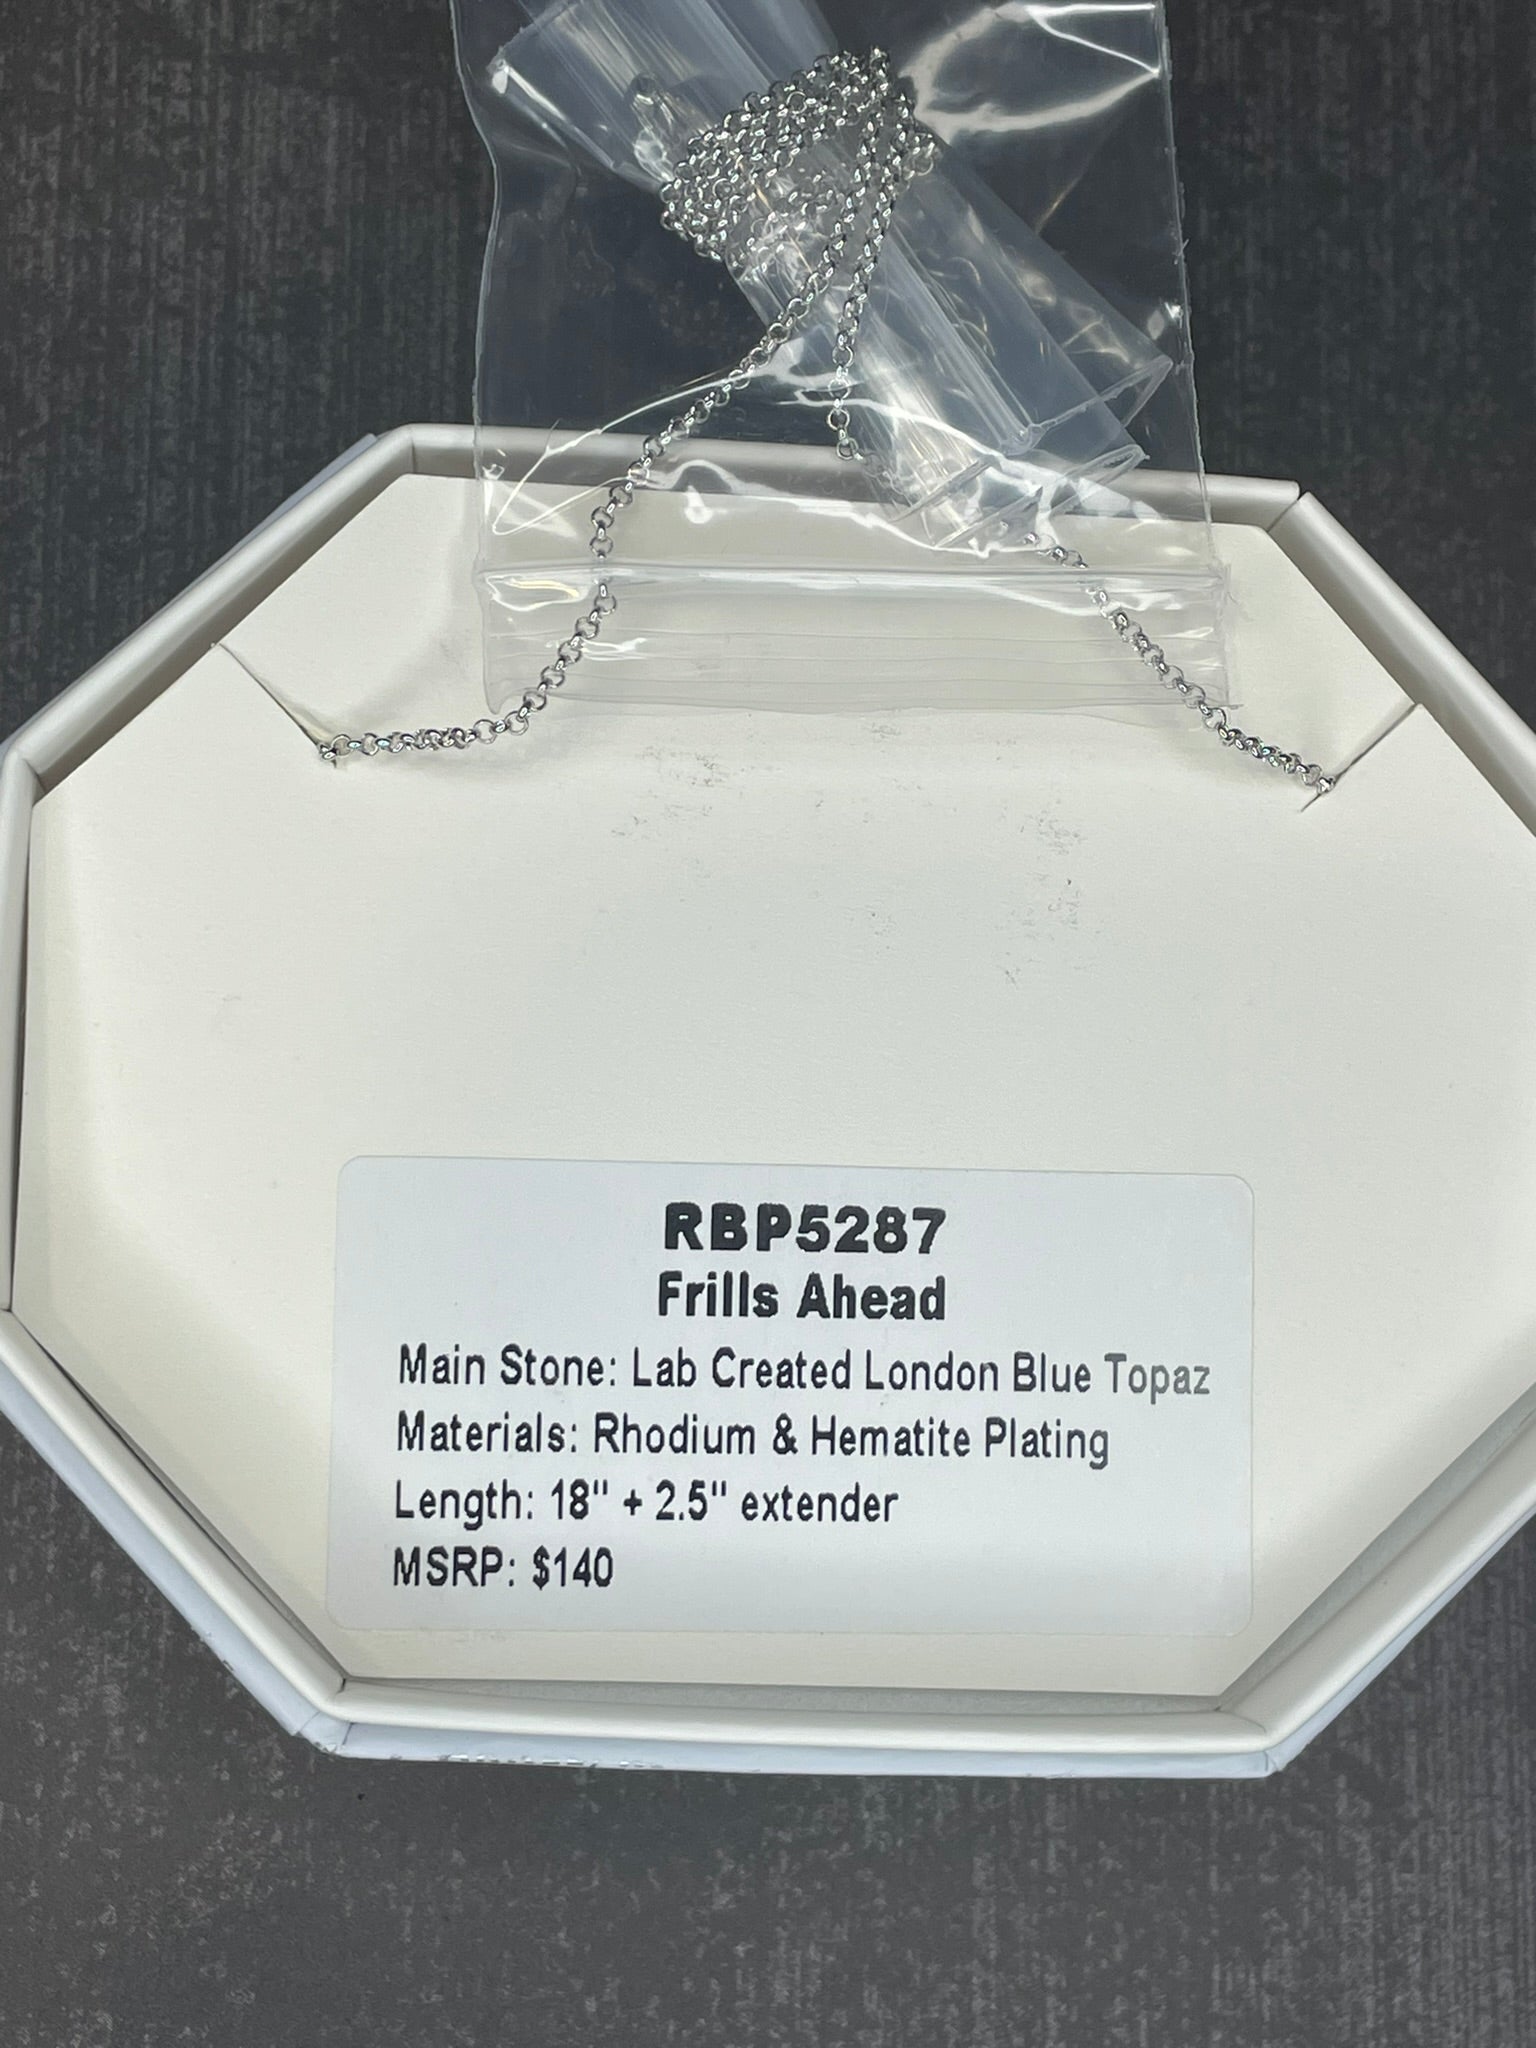 RBP5287
Frills Ahead
Main Stone: Lab Created London Blue Topaz
Materials: Rhodium & Hematite Plating
Length: 18" + 2.5" extender
MSRP: $140